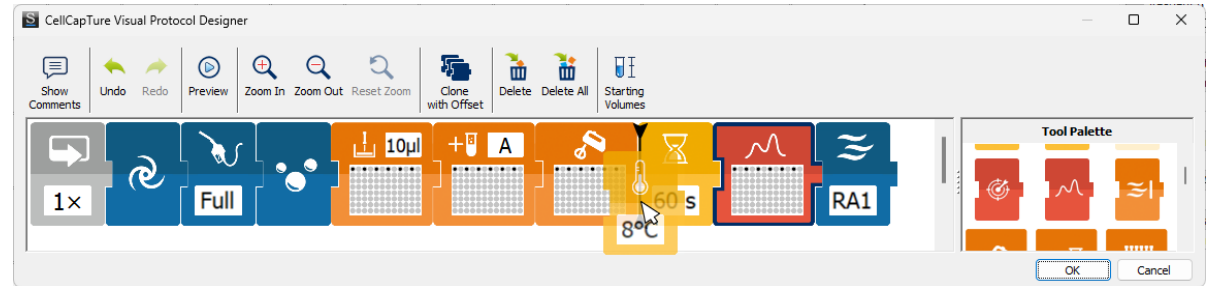 CellCapTure Visual Protocol Designer
Show Comments
Undo
Redo
Preview
Zoom In
Zoom Out
Reset Zoom
Clone with Offset
Delete
Delete All
Starting Volumes
Tool Palette
10µl
+
A
1×
Full
8°C
60 s
RA1
OK
Cancel